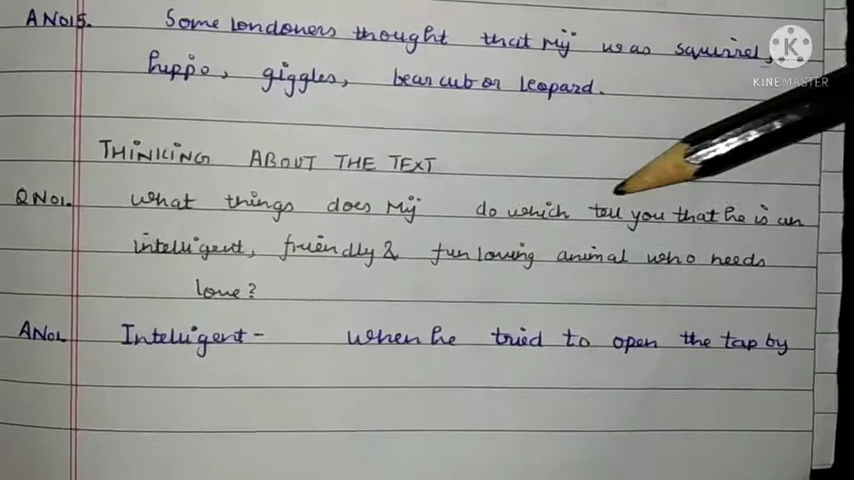 ANO15. Some londoners thought that Mij was squirrel,
hippo, giggles, bear cub or leopard.
THINKING ABOUT THE TEXT
QNO1. What things does Mij do which tell you that he is an
intelligent, friendly & fun loving animal who needs
love?
ANO1. Intelligent - when he tried to open the tap by
KINEMASTER